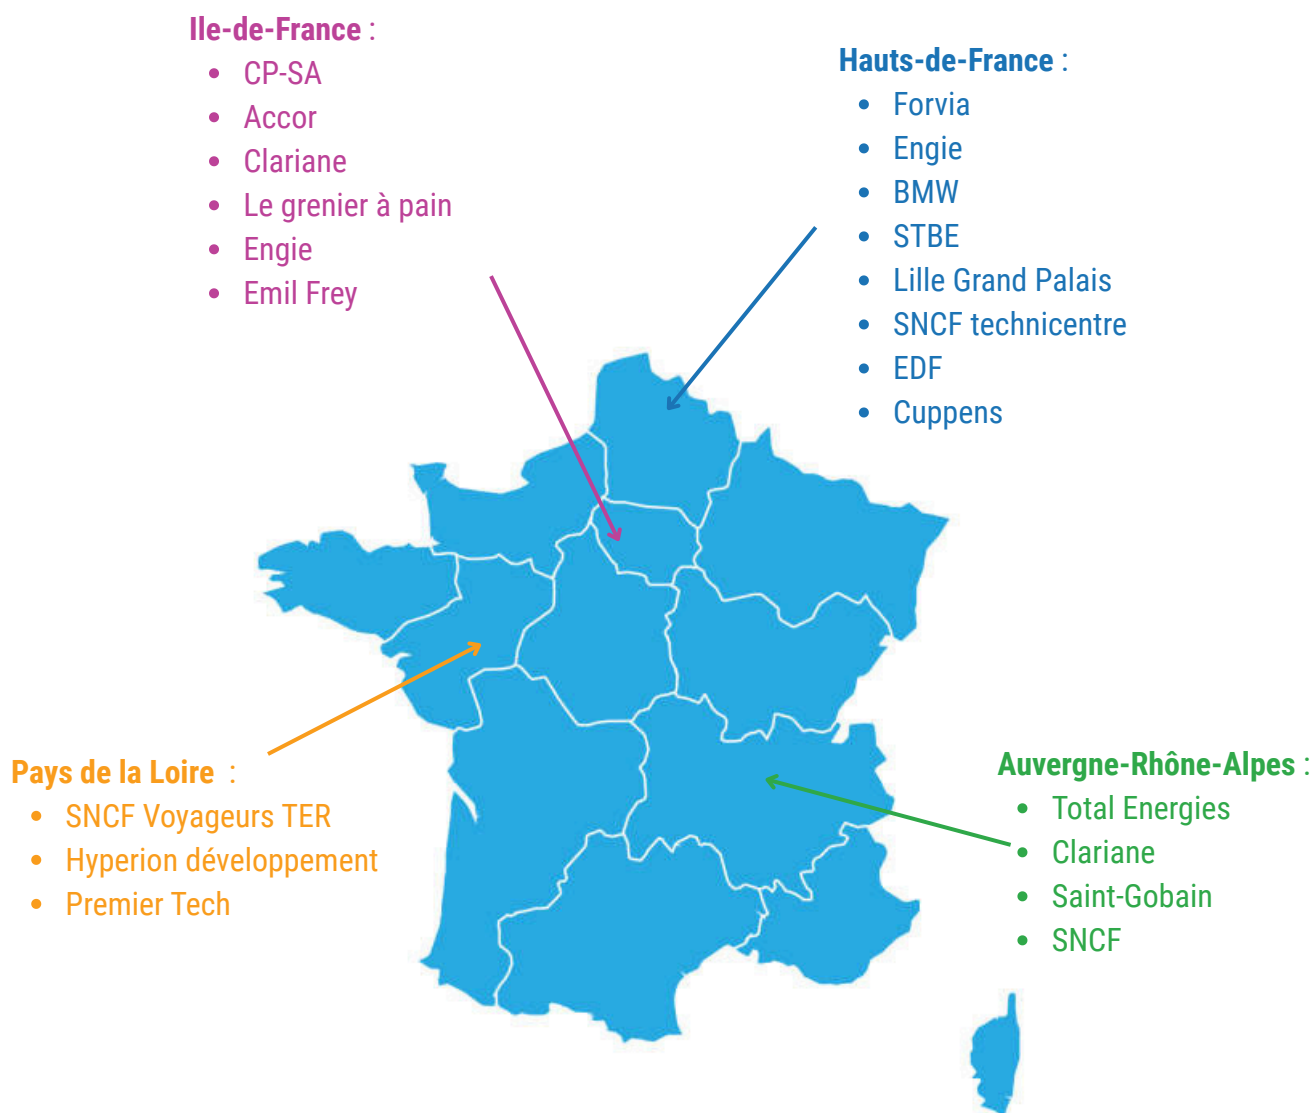 Ile-de-France :
• CP-SA
• Accor
• Clariane
• Le grenier à pain
• Engie
• Emil Frey
Hauts-de-France :
• Forvia
• Engie
• BMW
• STBE
• Lille Grand Palais
• SNCF technicentre
• EDF
• Cuppens
Pays de la Loire :
• SNCF Voyageurs TER
• Hyperion développement
• Premier Tech
Auvergne-Rhône-Alpes :
• Total Energies
• Clariane
• Saint-Gobain
• SNCF